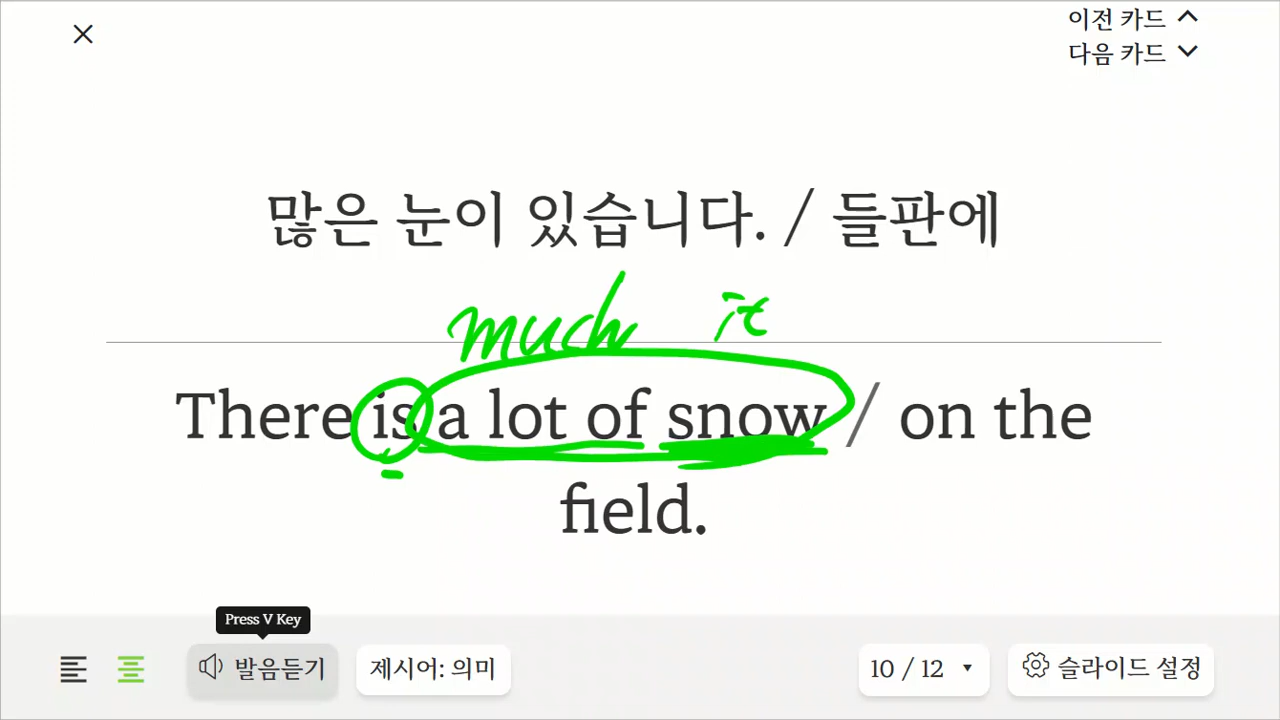 이전 카드
다음 카드
많은 눈이 있습니다. / 들판에
much it
There is a lot of snow / on the
field.
Press V Key
발음듣기
제시어: 의미
10 / 12
슬라이드 설정